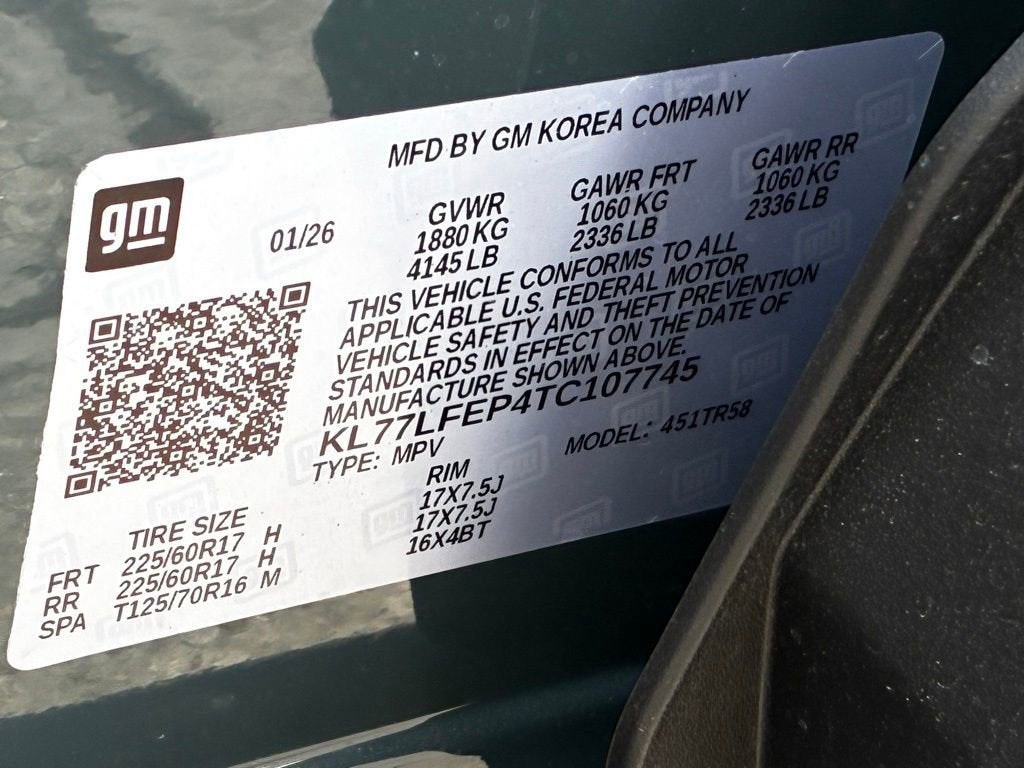 MFD BY GM KOREA COMPANY
gm
01/26
GVWR
1880 KG
4145 LB
GAWR FRT
1060 KG
2336 LB
GAWR RR
1060 KG
2336 LB
THIS VEHICLE CONFORMS TO ALL
APPLICABLE U.S. FEDERAL MOTOR
VEHICLE SAFETY AND THEFT PREVENTION
STANDARDS IN EFFECT ON THE DATE OF
MANUFACTURE SHOWN ABOVE.
KL77LFEP4TC107745
TYPE: MPV
MODEL: 451TR58
TIRE SIZE
RIM
FRT 225/60R17 H 17X7.5J
RR 225/60R17 H 17X7.5J
SPA T125/70R16 M 16X4BT